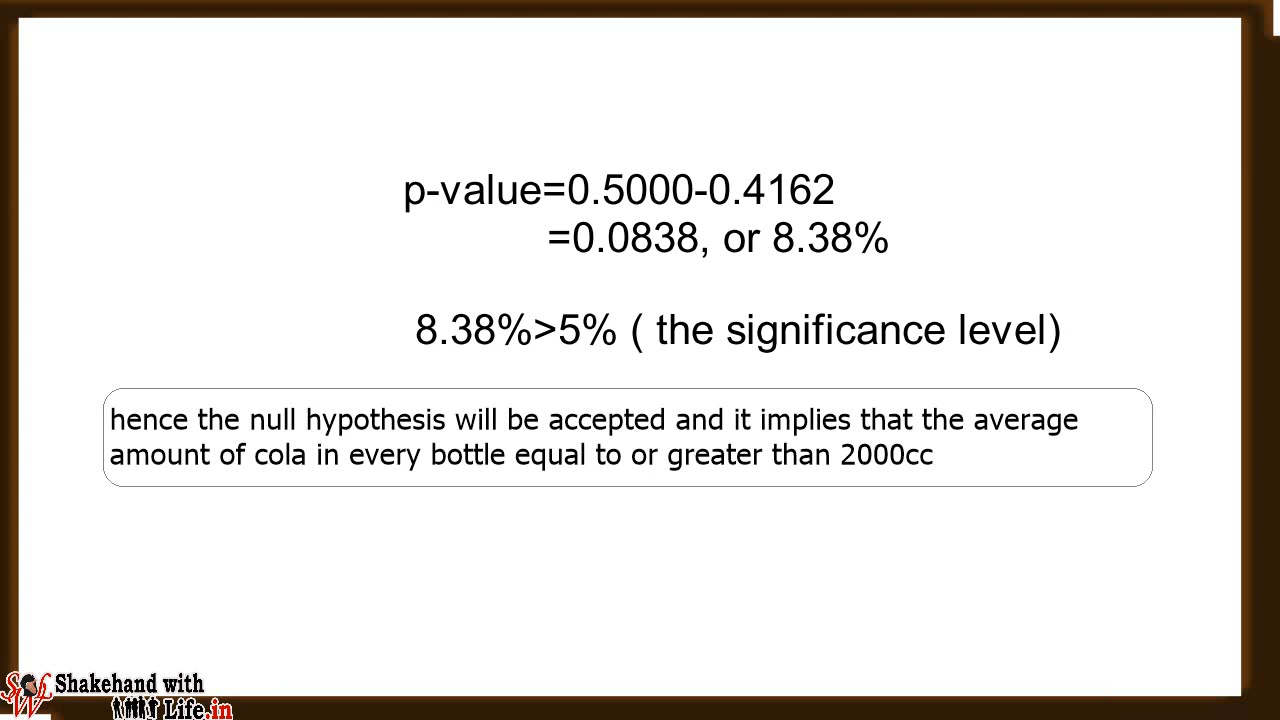 p-value=0.5000-0.4162
=0.0838, or 8.38%
8.38%>5% ( the significance level)
hence the null hypothesis will be accepted and it implies that the average
amount of cola in every bottle equal to or greater than 2000cc
SWL Shakehand with
Life.in